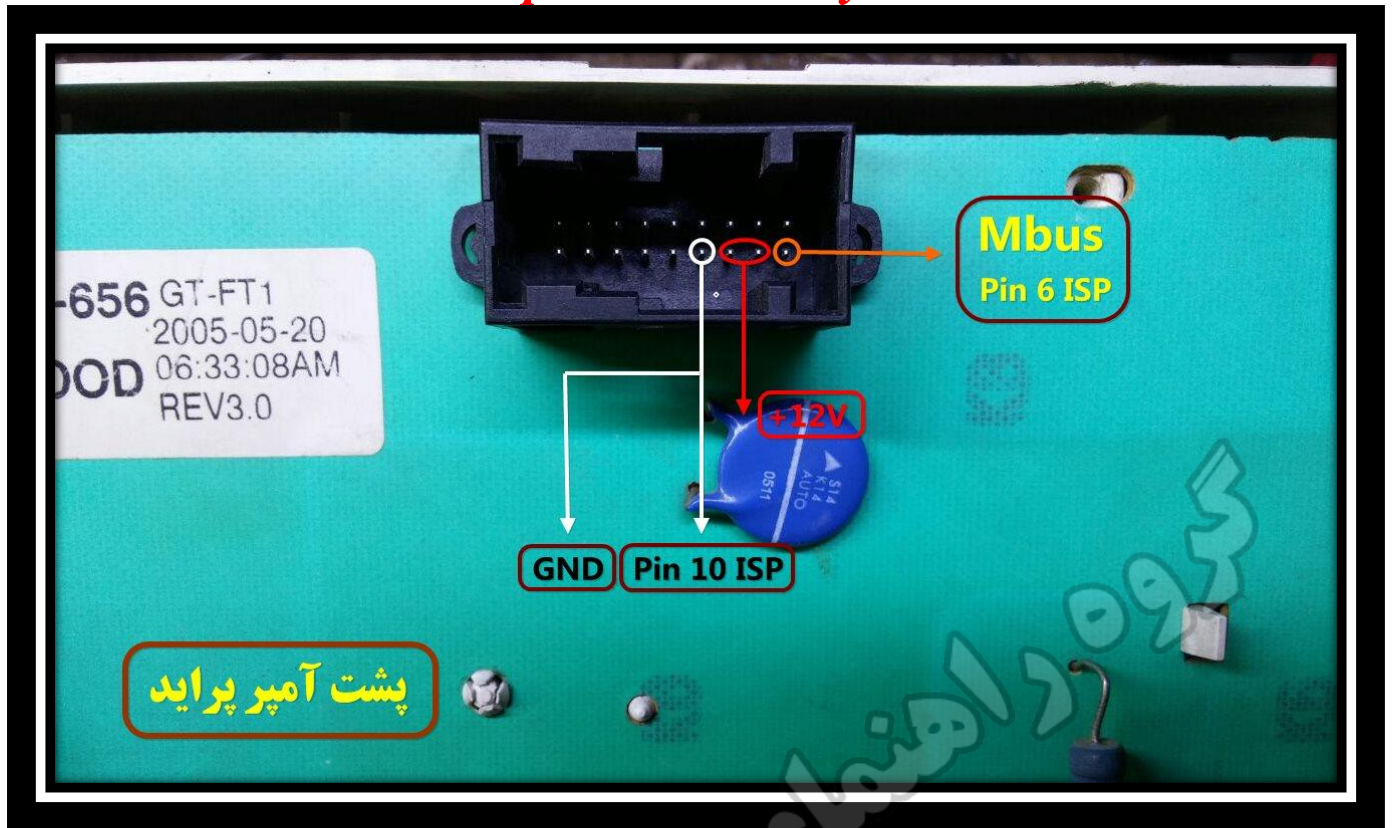 Mbus
Pin 6 ISP
-656 GT-FT1
2005-05-20
OOD 06:33:08AM
REV3.0
+12V
S14
K14
AUTO
0511
GND Pin 10 ISP
پشت آمپر پراید
گروه راهنمای